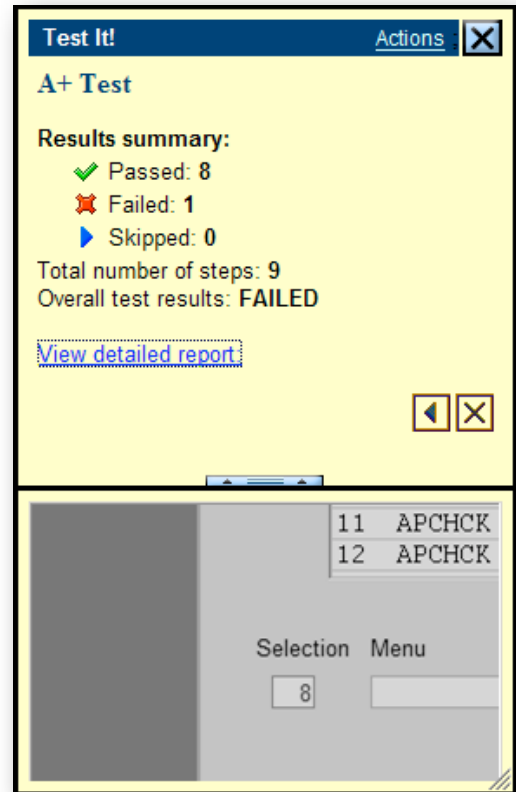 Test It! Actions
A+ Test
Results summary:
Passed: 8
Failed: 1
Skipped: 0
Total number of steps: 9
Overall test results: FAILED
View detailed report.
11 APCHCK
12 APCHCK
Selection Menu
8